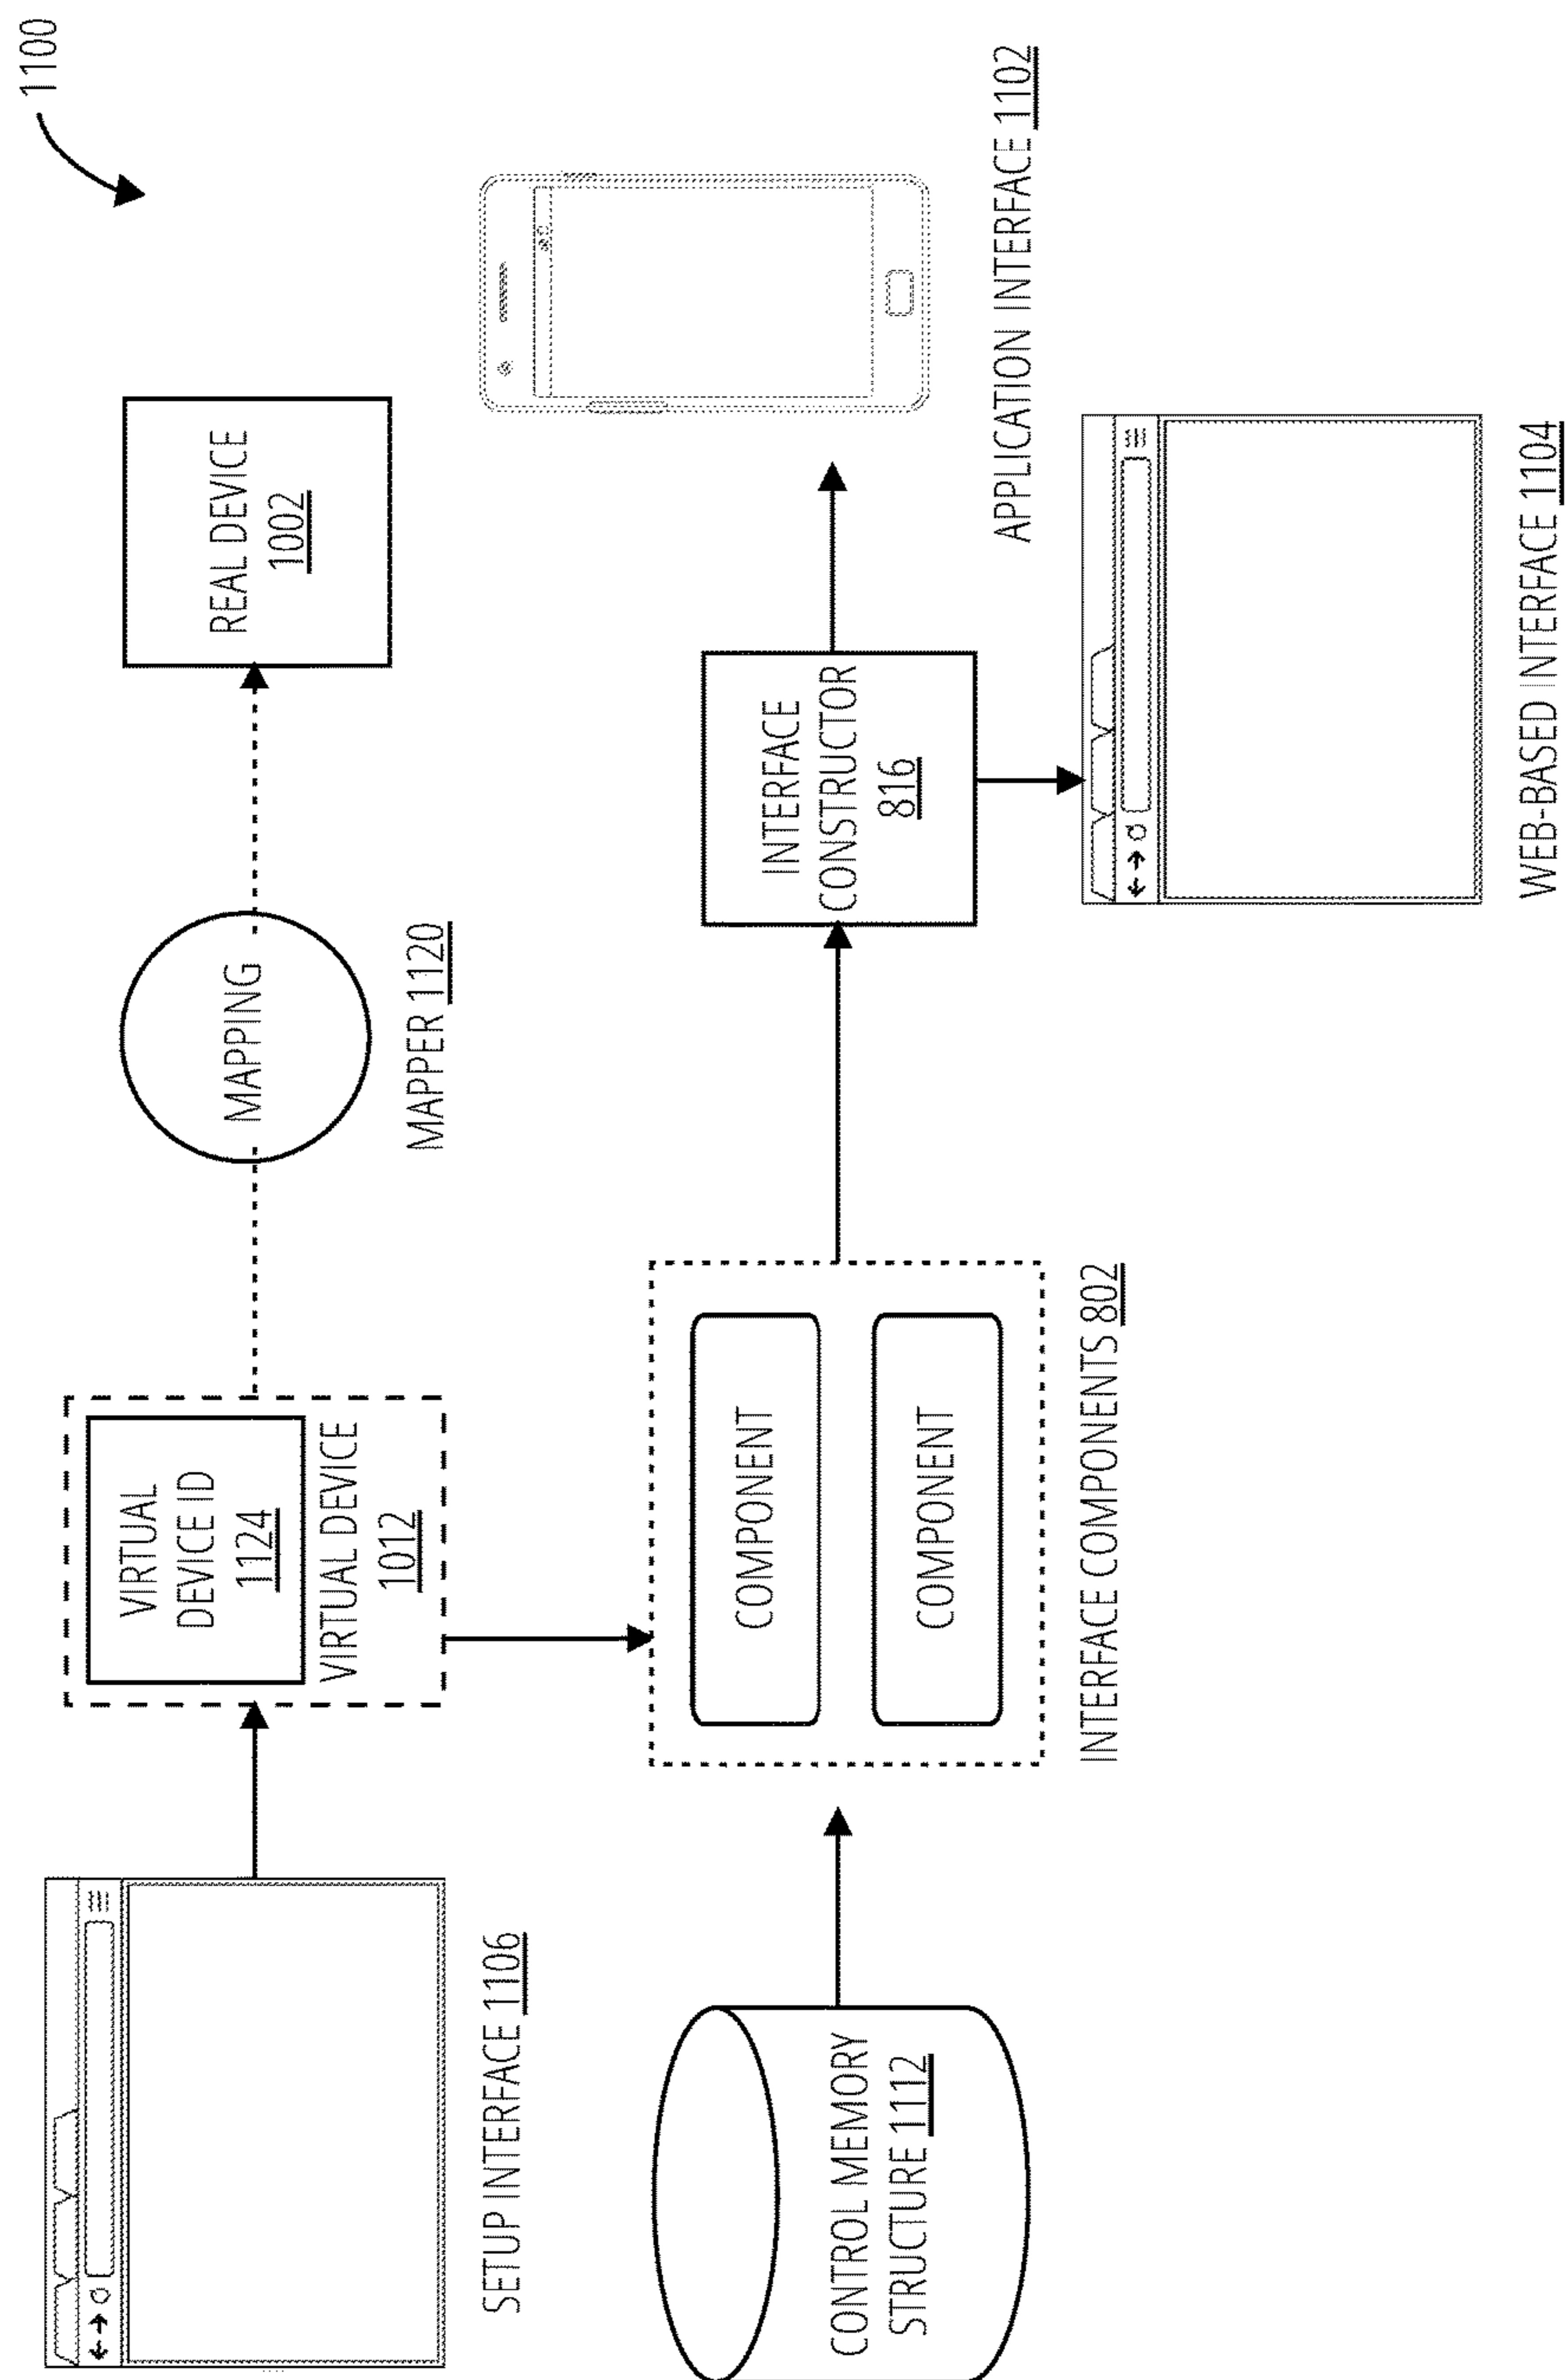 1100
SETUP INTERFACE 1106
VIRTUAL
DEVICE ID
1124
VIRTUAL DEVICE
1012
MAPPING
MAPPER 1120
REAL DEVICE
1002
CONTROL MEMORY
STRUCTURE 1112
COMPONENT
COMPONENT
INTERFACE COMPONENTS 802
INTERFACE
CONSTRUCTOR
816
APPLICATION INTERFACE 1102
WEB-BASED INTERFACE 1104